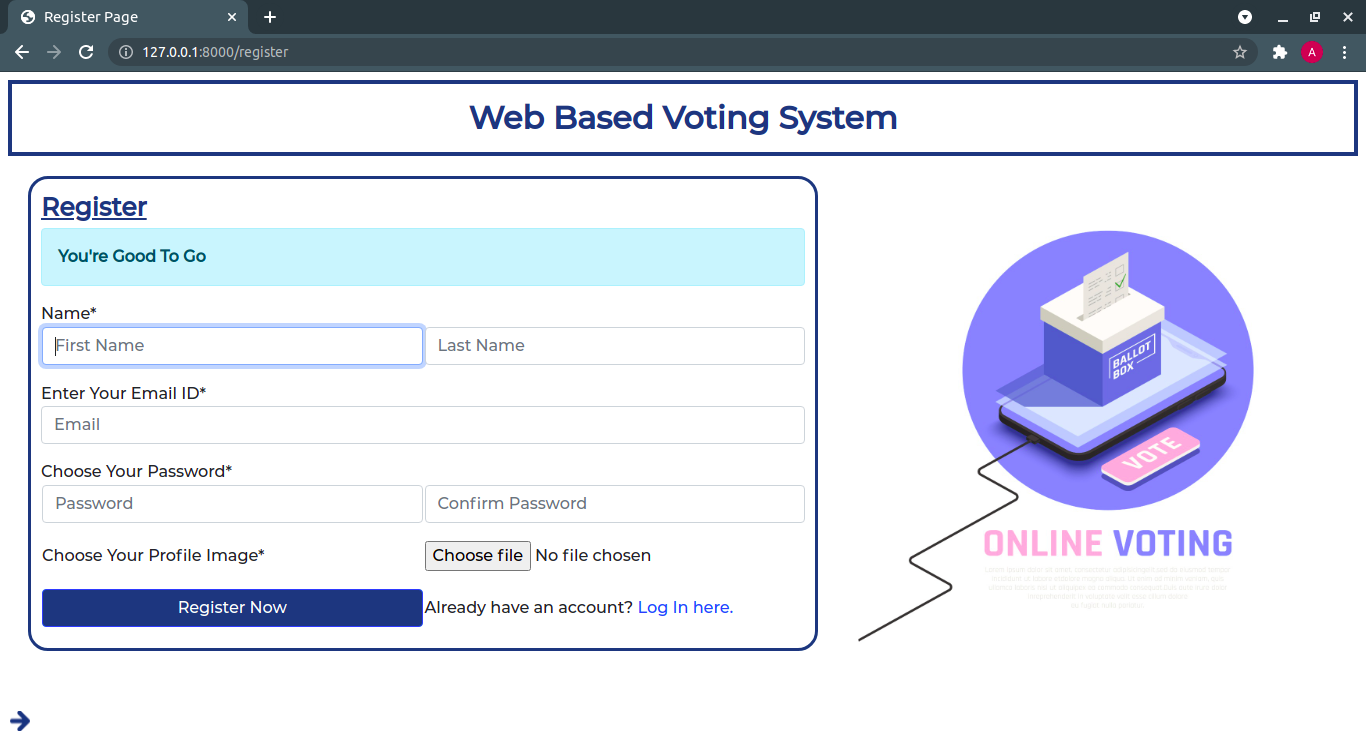 Register Page
127.0.0.1:8000/register
A
Web Based Voting System
Register
You're Good To Go
Name*
First Name Last Name
Enter Your Email ID*
Email
Choose Your Password*
Password Confirm Password
Choose Your Profile Image* Choose file No file chosen
Register Now Already have an account? Log In here.
BALLOT
BOX
VOTE
ONLINE VOTING